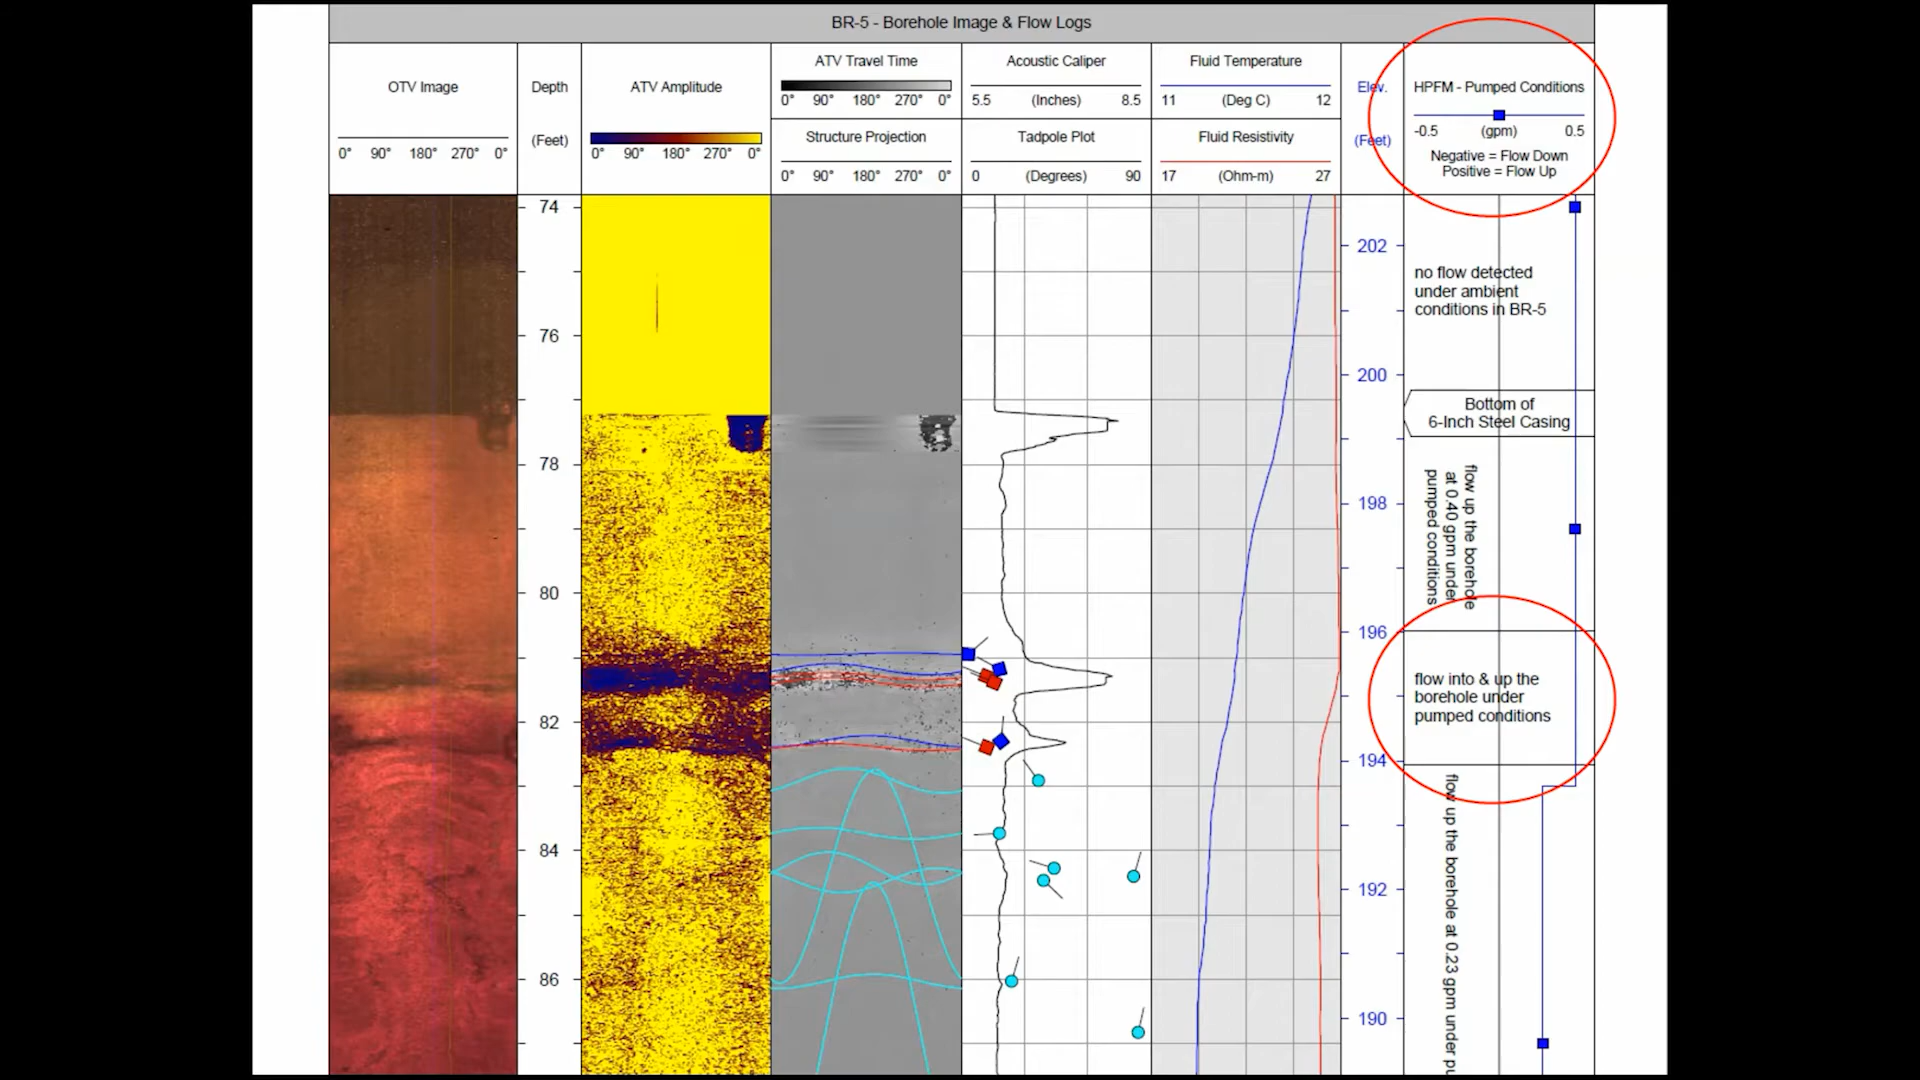 BR-5 - Borehole Image & Flow Logs
OTV Image
0° 90° 180° 270° 0°
Depth
(Feet)
ATV Amplitude
0° 90° 180° 270° 0°
ATV Travel Time
0° 90° 180° 270° 0°
Structure Projection
0° 90° 180° 270° 0°
Acoustic Caliper
5.5 (Inches) 8.5
Tadpole Plot
0 (Degrees) 90
Fluid Temperature
11 (Deg C) 12
Fluid Resistivity
17 (Ohm-m) 27
Elev.
(Feet)
HPFM - Pumped Conditions
-0.5 (gpm) 0.5
Negative = Flow Down
Positive = Flow Up
74
76
78
80
82
84
86
202
200
198
196
194
192
190
no flow detected
under ambient
conditions in BR-5
Bottom of
6-Inch Steel Casing
flow up the borehole
at 0.40 gpm under
pumped conditions
flow into & up the
borehole under
pumped conditions
flow up the borehole at 0.23 gpm under pu